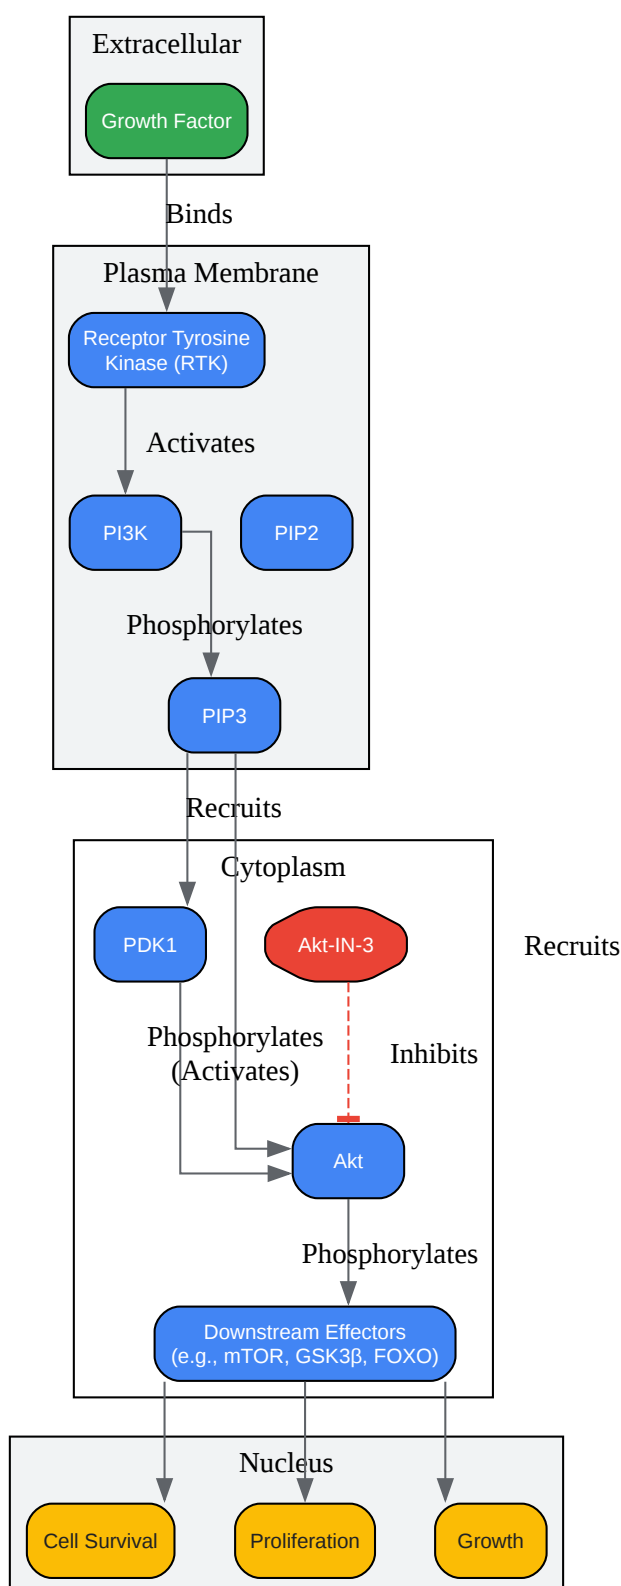 Extracellular
Growth Factor
Binds
Plasma Membrane
Receptor Tyrosine
Kinase (RTK)
Activates
PI3K
PIP2
Phosphorylates
PIP3
Recruits
Cytoplasm
PDK1
Akt-IN-3
Recruits
Phosphorylates
(Activates)
Inhibits
Akt
Phosphorylates
Downstream Effectors
(e.g., mTOR, GSK3β, FOXO)
Nucleus
Cell Survival
Proliferation
Growth